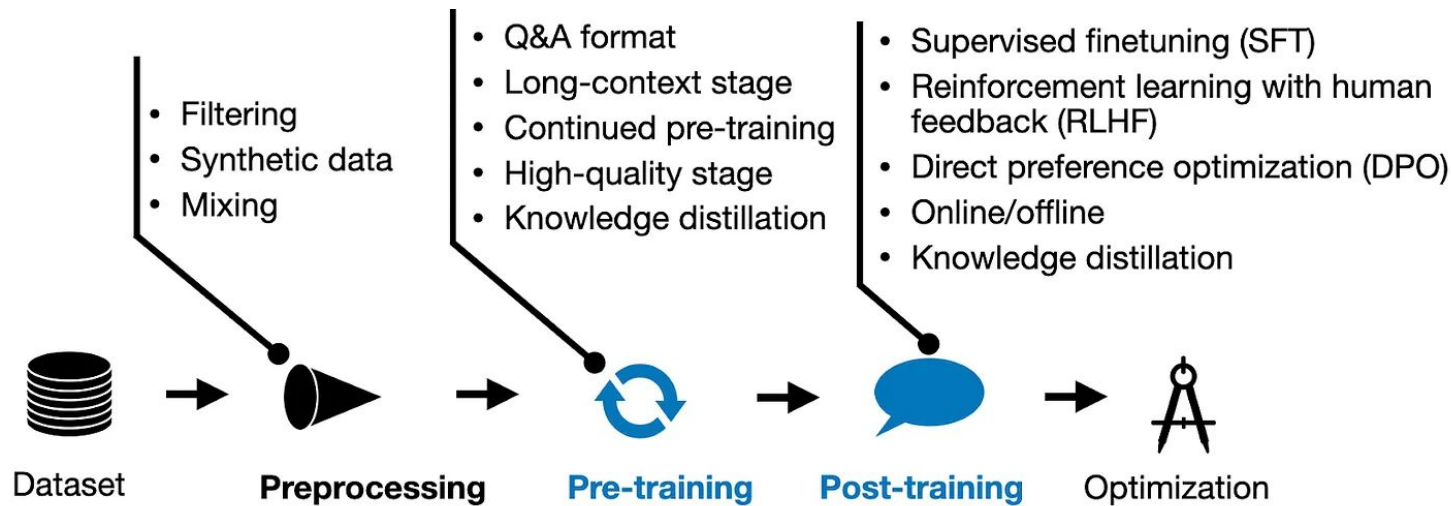 • Filtering
• Synthetic data
• Mixing
• Q&A format
• Long-context stage
• Continued pre-training
• High-quality stage
• Knowledge distillation
• Supervised finetuning (SFT)
• Reinforcement learning with human
feedback (RLHF)
• Direct preference optimization (DPO)
• Online/offline
• Knowledge distillation
Dataset
Preprocessing
Pre-training
Post-training
Optimization